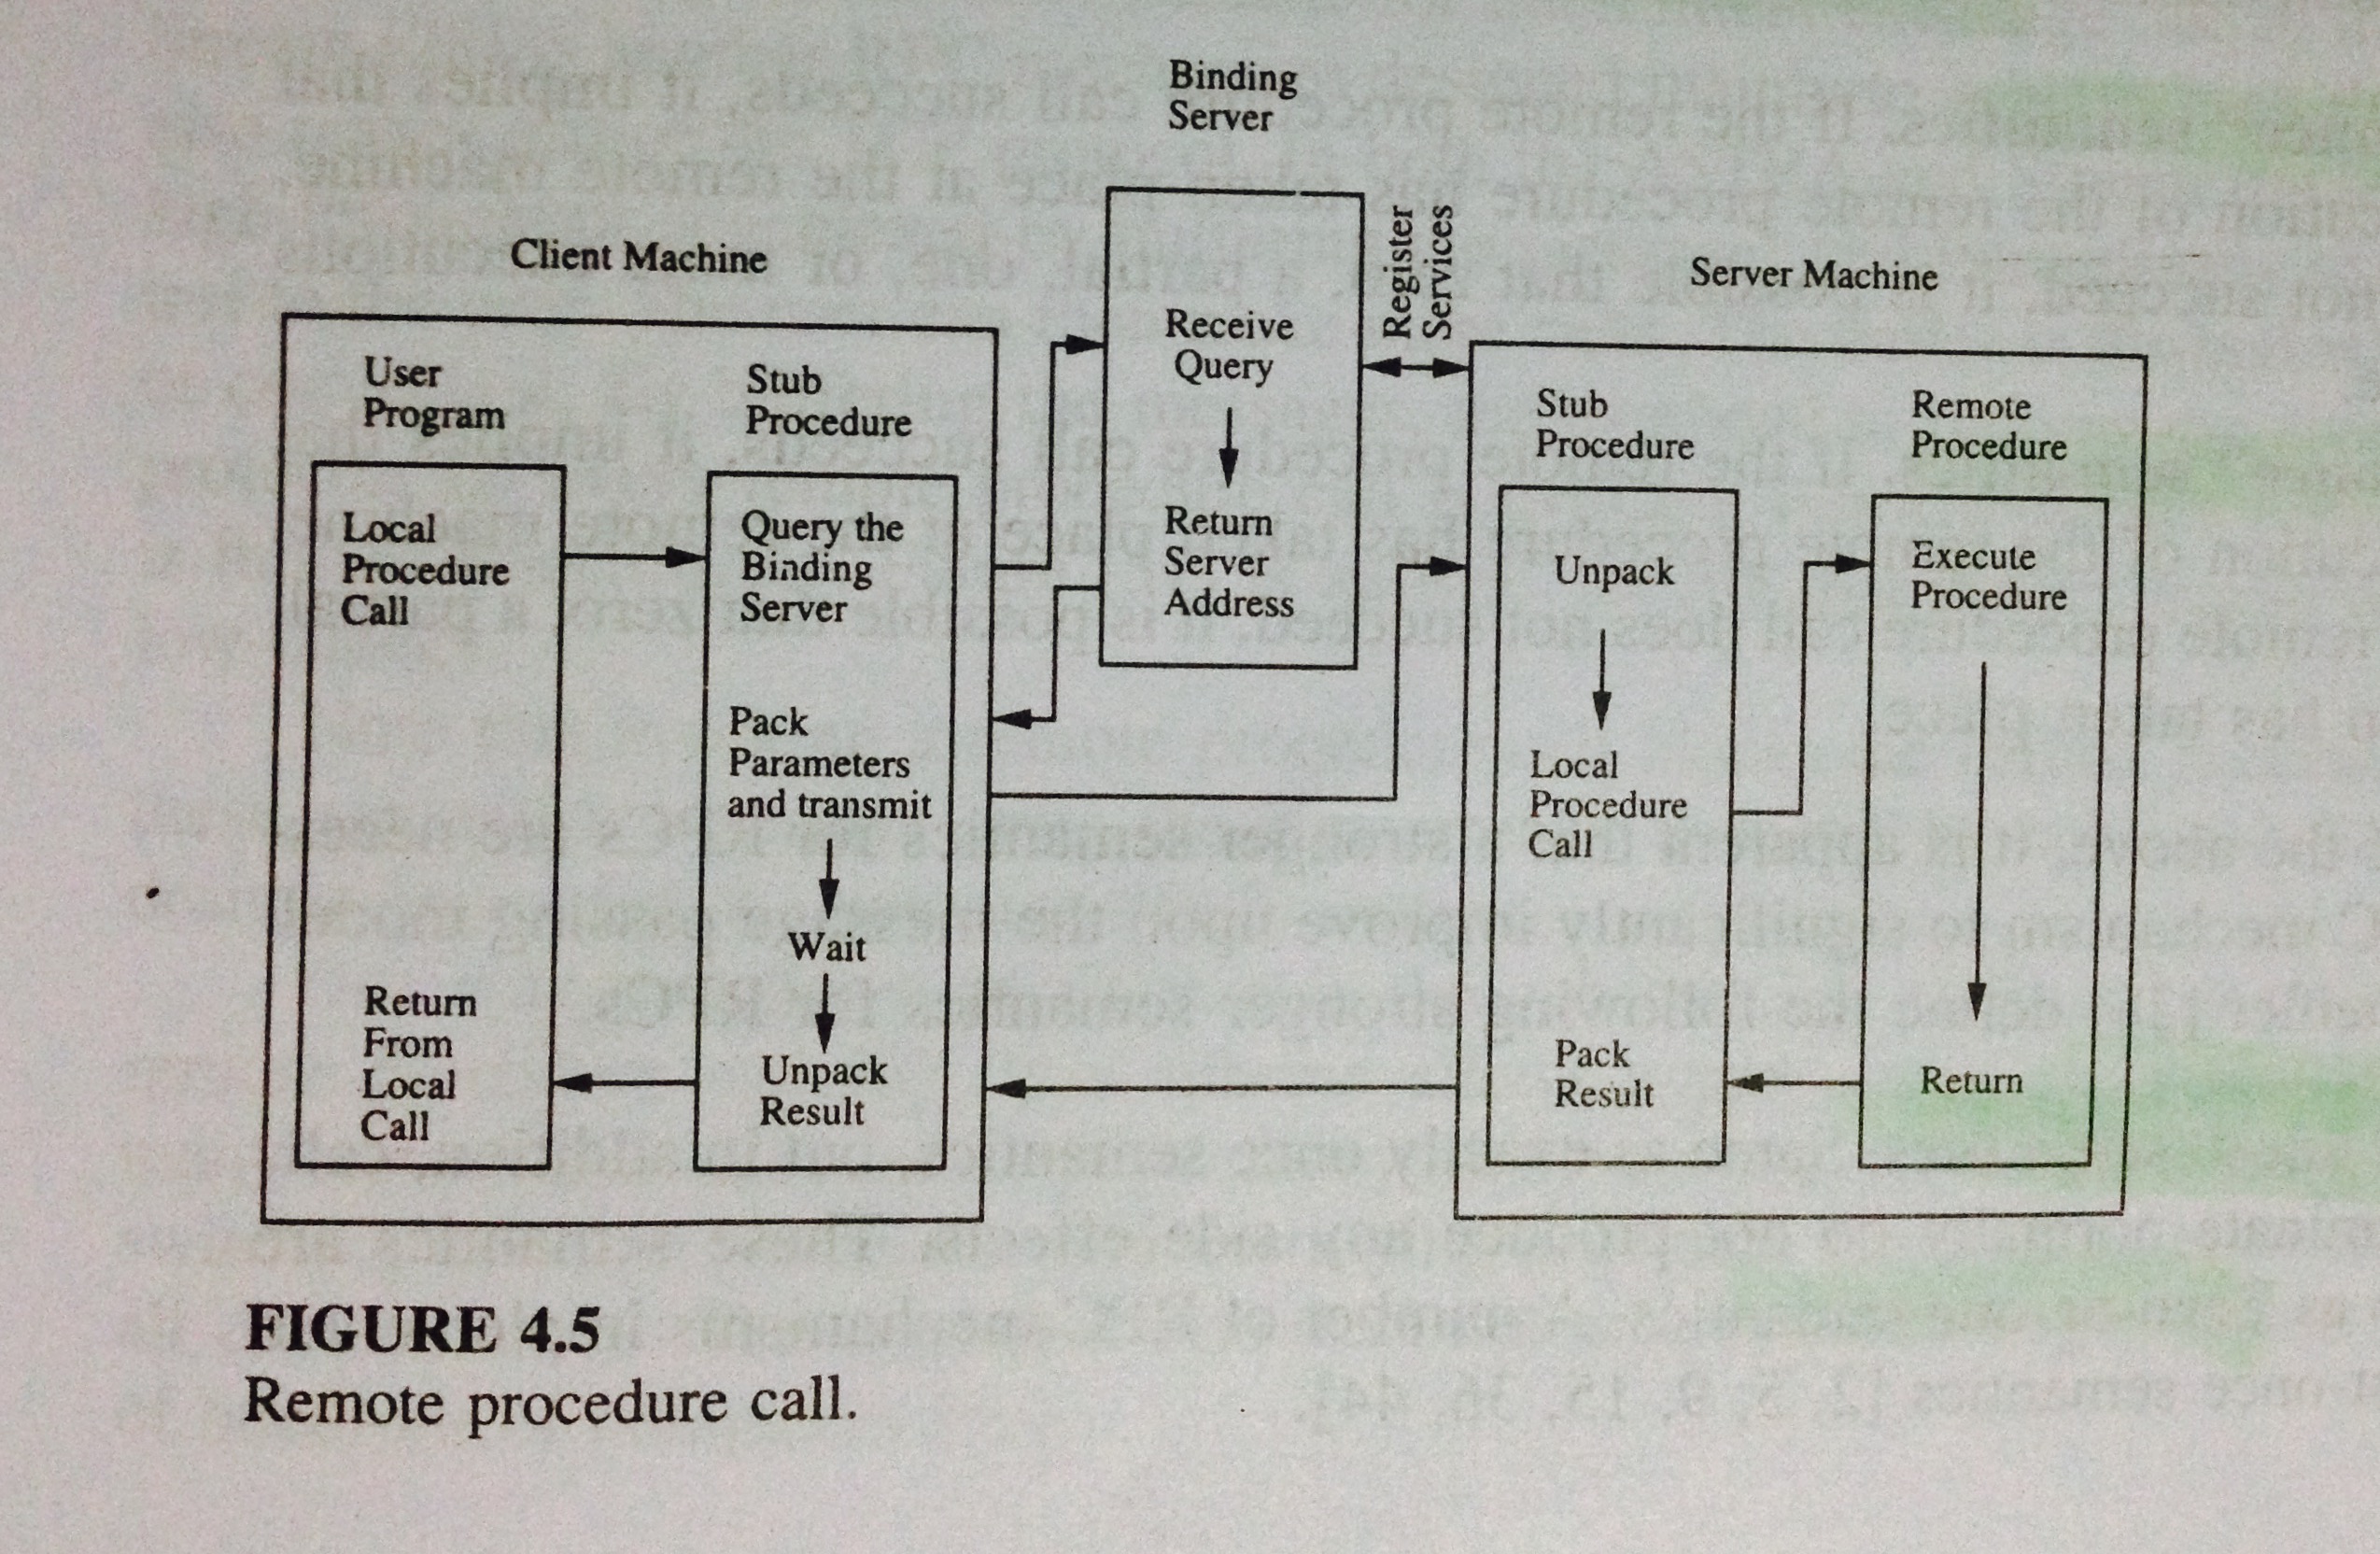 Binding
Server
Client Machine
Register
Services
Server Machine
User
Program
Stub
Procedure
Receive
Query
Return
Server
Address
Stub
Procedure
Remote
Procedure
Local
Procedure
Call
Query the
Binding
Server
Pack
Parameters
and transmit
Wait
Unpack
Result
Return
From
Local
Call
Unpack
Local
Procedure
Call
Pack
Result
Execute
Procedure
Return
FIGURE 4.5
Remote procedure call.